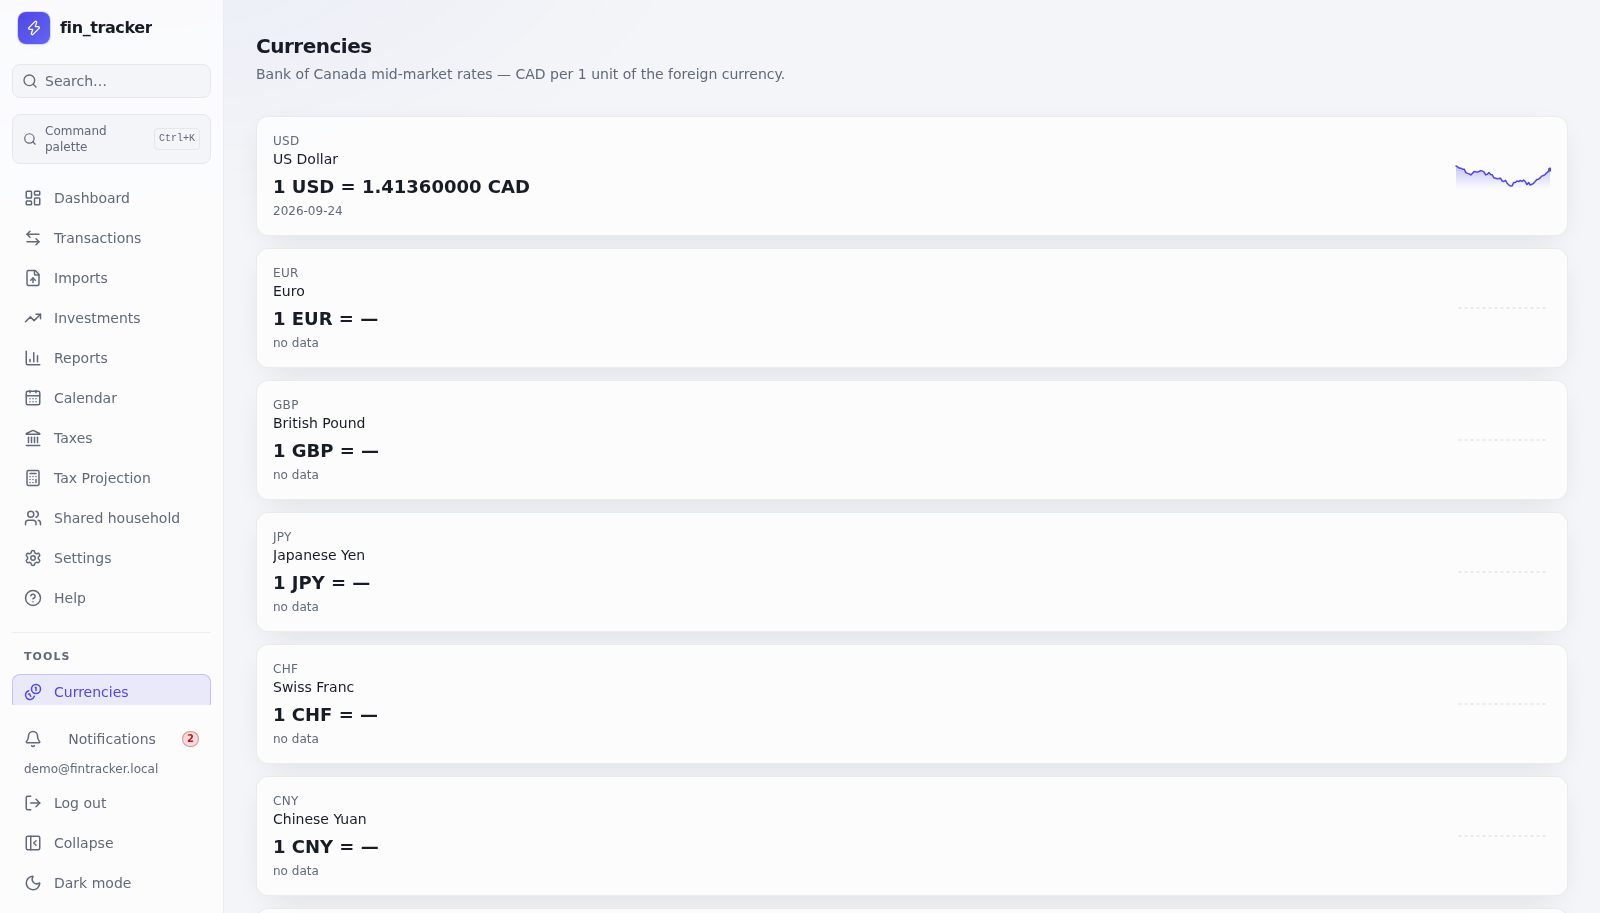 fin_tracker
Search...
Command
palette
Ctrl+K
Dashboard
Transactions
Imports
Investments
Reports
Calendar
Taxes
Tax Projection
Shared household
Settings
Help
TOOLS
Currencies
Notifications
2
demo@fintracker.local
Log out
Collapse
Dark mode
Currencies
Bank of Canada mid-market rates — CAD per 1 unit of the foreign currency.
USD
US Dollar
1 USD = 1.41360000 CAD
2026-09-24
EUR
Euro
1 EUR = —
no data
GBP
British Pound
1 GBP = —
no data
JPY
Japanese Yen
1 JPY = —
no data
CHF
Swiss Franc
1 CHF = —
no data
CNY
Chinese Yuan
1 CNY = —
no data